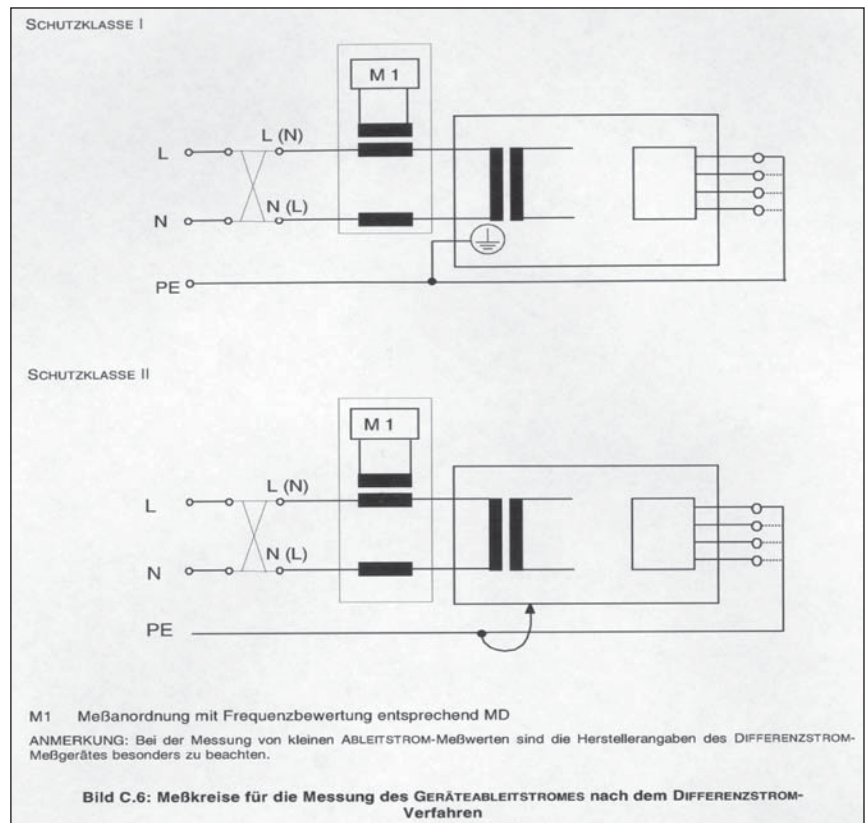 SCHUTZKLASSE I
M 1
L (N)
L
N (L)
N
PE
SCHUTZKLASSE II
M 1
L (N)
L
N (L)
N
PE
M1 Meßanordnung mit Frequenzbewertung entsprechend MD
ANMERKUNG: Bei der Messung von kleinen ABLEITSTROM-Meßwerten sind die Herstellerangaben des DIFFERENZSTROM-
Meßgerätes besonders zu beachten.
Bild C.6: Meßkreise für die Messung des GERÄTEABLEITSTROMES nach dem DIFFERENZSTROM-
Verfahren